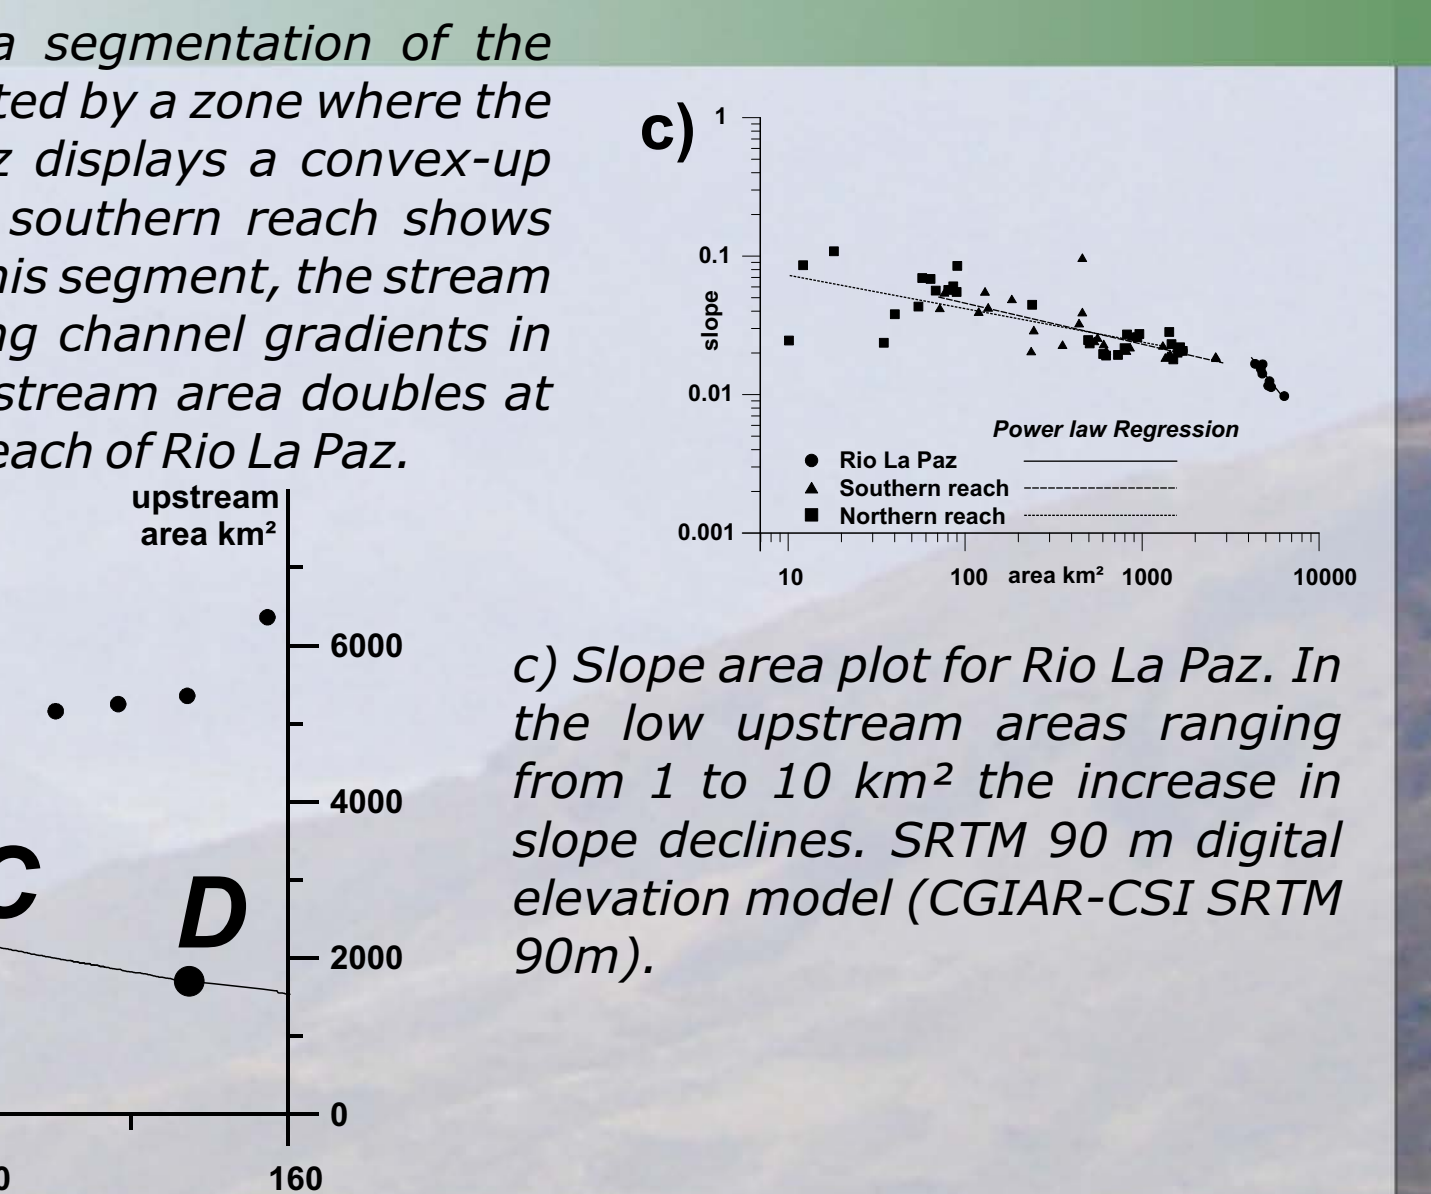 a segmentation of the
ted by a zone where the
z displays a convex-up
southern reach shows
his segment, the stream
ng channel gradients in
stream area doubles at
each of Rio La Paz.
upstream
area km²
6000
4000
2000
0
0
160
C
D
c)
1
0.1
0.01
0.001
slope
Power law Regression
Rio La Paz
Southern reach
Northern reach
10
100
area km²
1000
10000
c) Slope area plot for Rio La Paz. In
the low upstream areas ranging
from 1 to 10 km² the increase in
slope declines. SRTM 90 m digital
elevation model (CGIAR-CSI SRTM
90m).